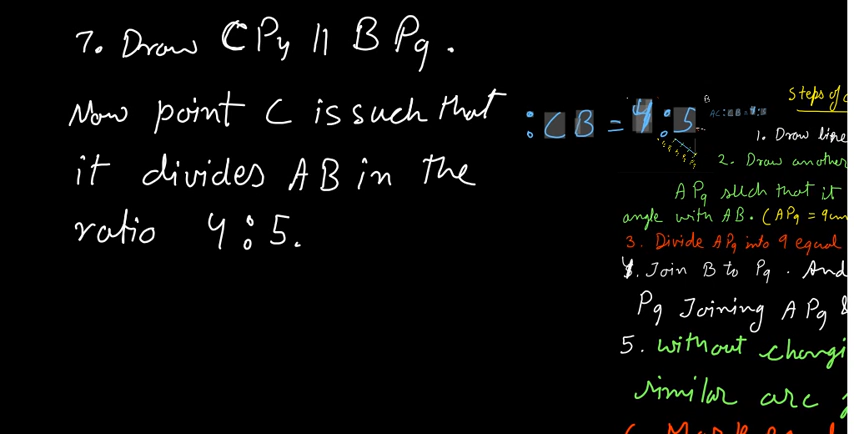 7. Draw CP4 || BP9.
Now point C is such that
it divides AB in the
ratio 4:5.
:CB = 4:5
B
Steps of
1. Draw line
2. Draw another
AP9 such that it
angle with AB. (AP9 = 9cm
3. Divide AP9 into 9 equal
4. Join B to P9. And
P9 Joining AP9 &
5. without changi
similar arc